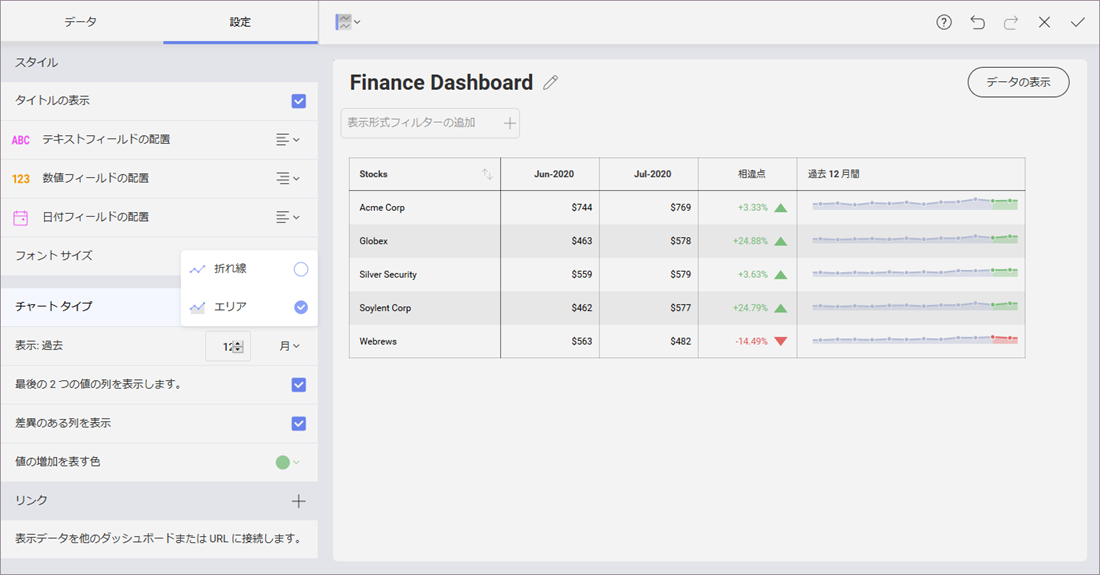 データ
設定
スタイル
タイトルの表示
ABC テキストフィールドの配置
123 数値フィールドの配置
日付フィールドの配置
フォント サイズ
折れ線
チャート タイプ
エリア
表示: 過去 12 月
最後の 2 つの値の列を表示します。
差異のある列を表示
値の増加を表す色
リンク
表示データを他のダッシュボードまたは URL に接続します。
Finance Dashboard
データの表示
表示形式フィルターの追加
Stocks Jun-2020 Jul-2020 相違点 過去 12 月間
Acme Corp $744 $769 +3.33%
Globex $463 $578 +24.88%
Silver Security $559 $579 +3.63%
Soylent Corp $462 $577 +24.79%
Webrews $563 $482 -14.49%